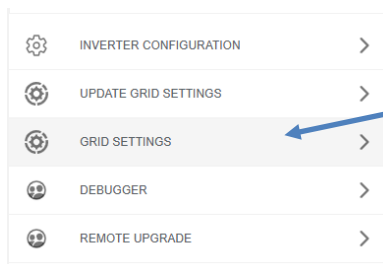 INVERTER CONFIGURATION
UPDATE GRID SETTINGS
GRID SETTINGS
DEBUGGER
REMOTE UPGRADE